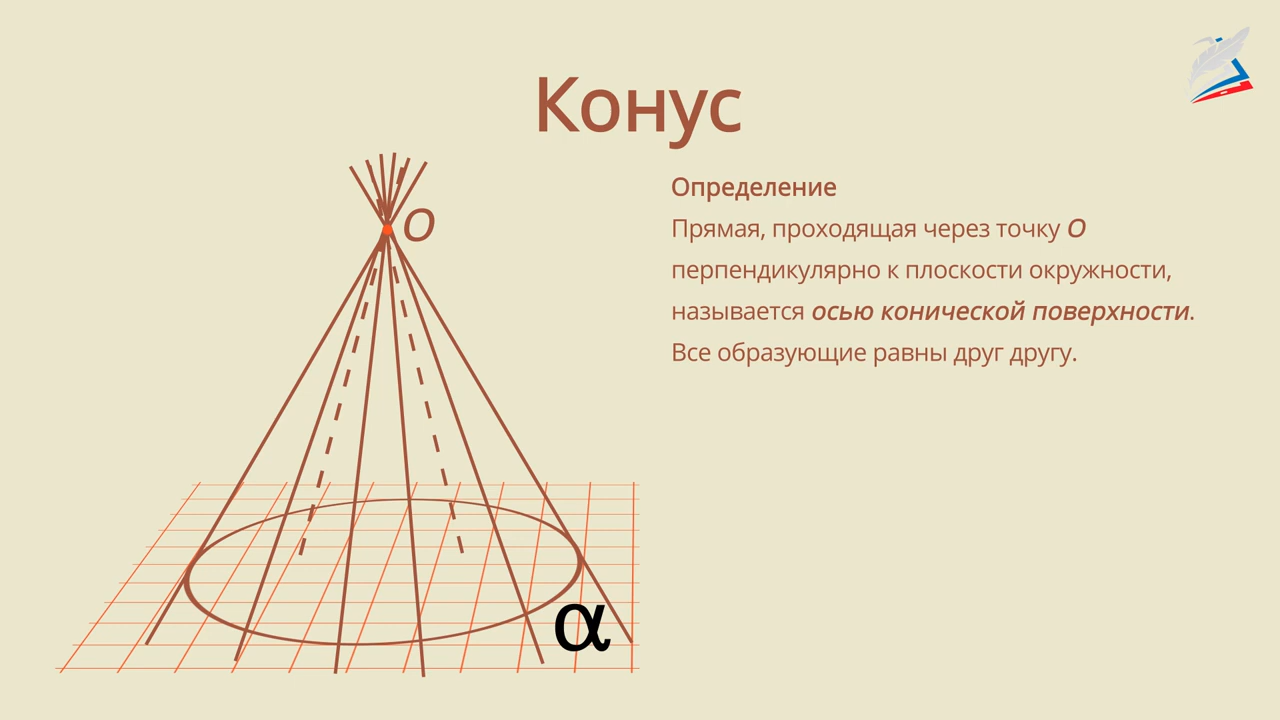 Конус
O
Определение
Прямая, проходящая через точку O
перпендикулярно к плоскости окружности,
называется осью конической поверхности.
Все образующие равны друг другу.
α